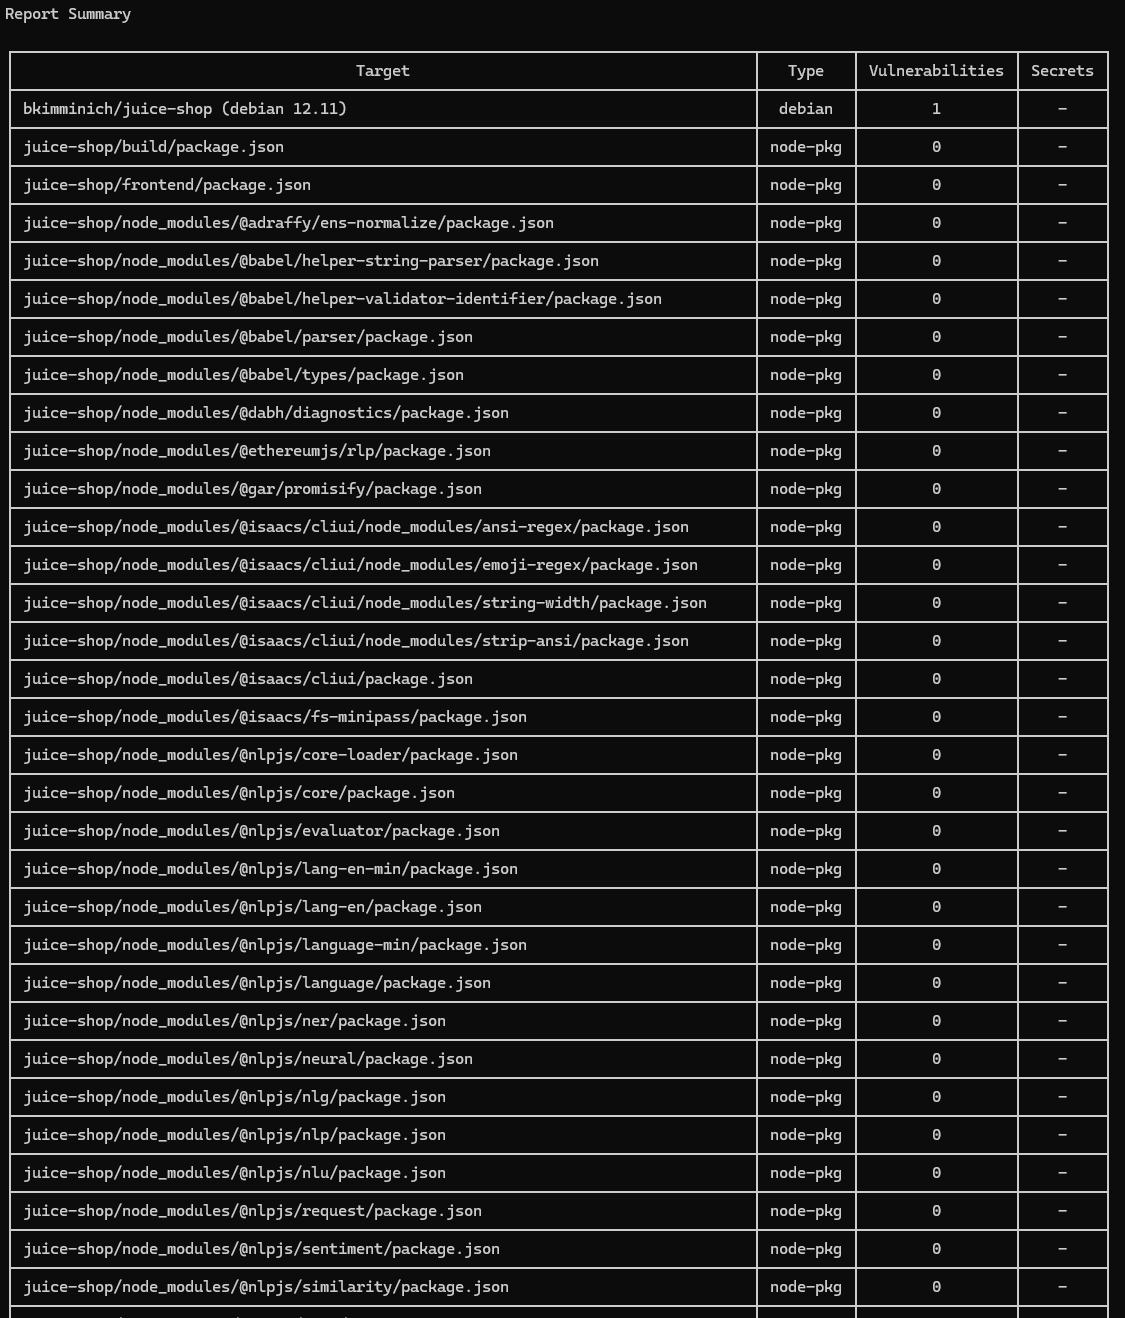 Report Summary
Target Type Vulnerabilities Secrets
bkimminich/juice-shop (debian 12.11) debian 1 -
juice-shop/build/package.json node-pkg 0 -
juice-shop/frontend/package.json node-pkg 0 -
juice-shop/node_modules/@adraffy/ens-normalize/package.json node-pkg 0 -
juice-shop/node_modules/@babel/helper-string-parser/package.json node-pkg 0 -
juice-shop/node_modules/@babel/helper-validator-identifier/package.json node-pkg 0 -
juice-shop/node_modules/@babel/parser/package.json node-pkg 0 -
juice-shop/node_modules/@babel/types/package.json node-pkg 0 -
juice-shop/node_modules/@dabh/diagnostics/package.json node-pkg 0 -
juice-shop/node_modules/@ethereumjs/rlp/package.json node-pkg 0 -
juice-shop/node_modules/@gar/promisify/package.json node-pkg 0 -
juice-shop/node_modules/@isaacs/cliui/node_modules/ansi-regex/package.json node-pkg 0 -
juice-shop/node_modules/@isaacs/cliui/node_modules/emoji-regex/package.json node-pkg 0 -
juice-shop/node_modules/@isaacs/cliui/node_modules/string-width/package.json node-pkg 0 -
juice-shop/node_modules/@isaacs/cliui/node_modules/strip-ansi/package.json node-pkg 0 -
juice-shop/node_modules/@isaacs/cliui/package.json node-pkg 0 -
juice-shop/node_modules/@isaacs/fs-minipass/package.json node-pkg 0 -
juice-shop/node_modules/@nlpjs/core-loader/package.json node-pkg 0 -
juice-shop/node_modules/@nlpjs/core/package.json node-pkg 0 -
juice-shop/node_modules/@nlpjs/evaluator/package.json node-pkg 0 -
juice-shop/node_modules/@nlpjs/lang-en-min/package.json node-pkg 0 -
juice-shop/node_modules/@nlpjs/lang-en/package.json node-pkg 0 -
juice-shop/node_modules/@nlpjs/language-min/package.json node-pkg 0 -
juice-shop/node_modules/@nlpjs/language/package.json node-pkg 0 -
juice-shop/node_modules/@nlpjs/ner/package.json node-pkg 0 -
juice-shop/node_modules/@nlpjs/neural/package.json node-pkg 0 -
juice-shop/node_modules/@nlpjs/nlg/package.json node-pkg 0 -
juice-shop/node_modules/@nlpjs/nlp/package.json node-pkg 0 -
juice-shop/node_modules/@nlpjs/nlu/package.json node-pkg 0 -
juice-shop/node_modules/@nlpjs/request/package.json node-pkg 0 -
juice-shop/node_modules/@nlpjs/sentiment/package.json node-pkg 0 -
juice-shop/node_modules/@nlpjs/similarity/package.json node-pkg 0 -